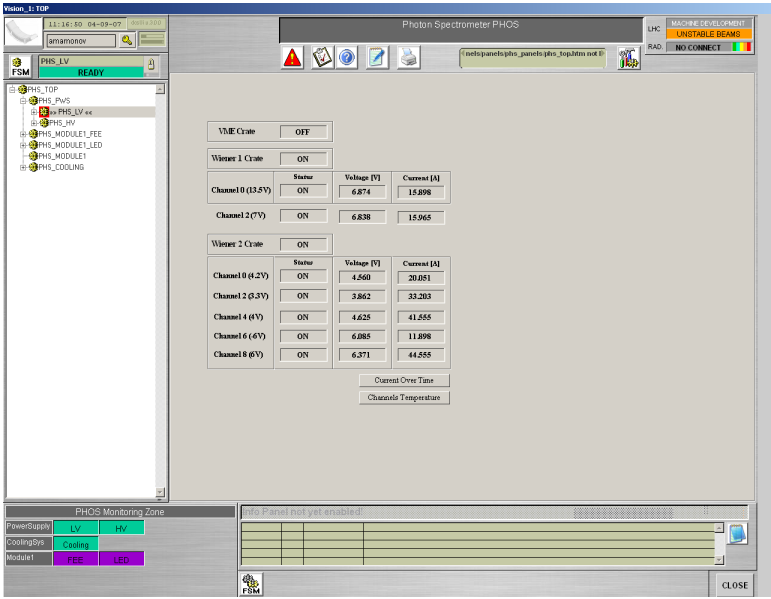 Vision_1: TOP
11:16:50 04-09-07
amamonov
Photon Spectrometer PHOS
LHC
MACHINE DEVELOPMENT
UNSTABLE BEAMS
RAD.
NO CONNECT
nels/panels/phs_panels/phs_top.htm not
FSM
PHS_LV
READY
PHS_TOP
PHS_PWS
»» PHS_LV ««
PHS_HV
PHS_MODULE1_FEE
PHS_MODULE1_LED
PHS_MODULE1
PHS_COOLING
VME Crate OFF
Wiener 1 Crate ON
Status Voltage [V] Current [A]
Channel 0 (13.5V) ON 6.874 15.898
Channel 2 (7V) ON 6.838 15.965
Wiener 2 Crate ON
Status Voltage [V] Current [A]
Channel 0 (4.2V) ON 4.560 20.051
Channel 2 (3.3V) ON 3.862 33.203
Channel 4 (4V) ON 4.625 41.555
Channel 6 (-6V) ON 6.085 11.898
Channel 8 (6V) ON 6.371 44.555
Current Over Time
Channels Temperature
PHOS Monitoring Zone
PowerSupply LV HV
CoolingSys Cooling
Module1 FEE LED
Info Panel not yet enabled!
FSM
CLOSE